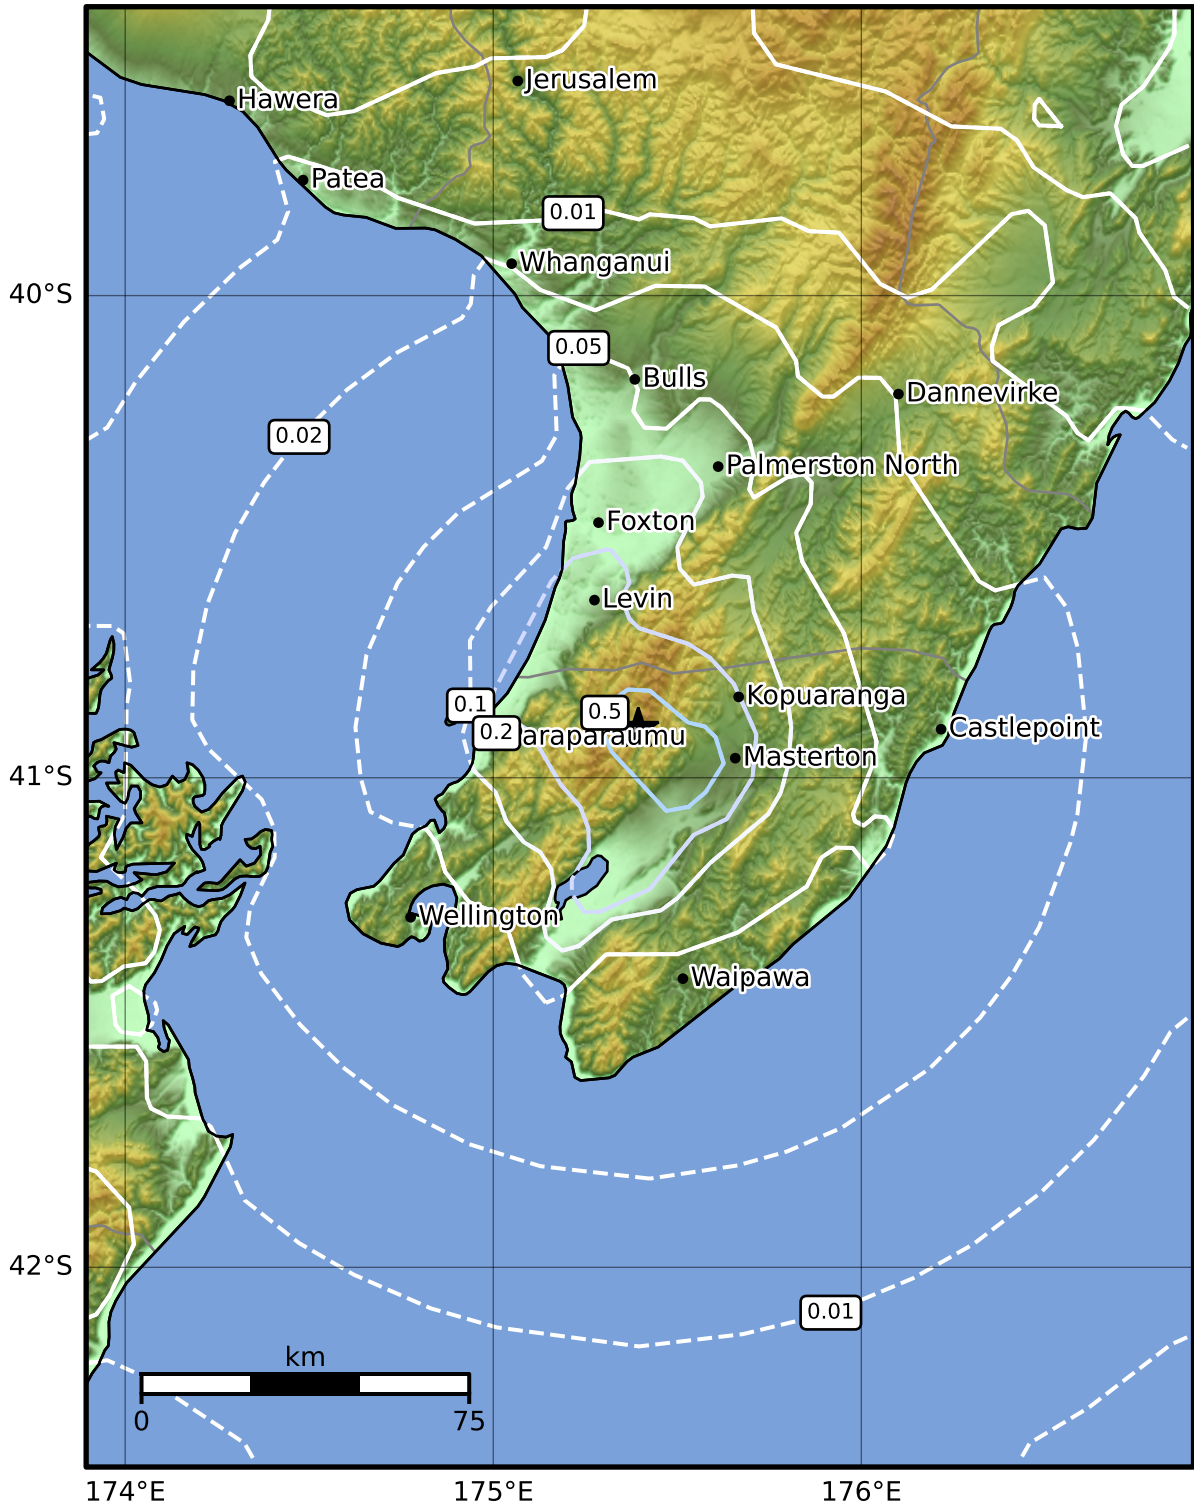 Jerusalem
Hawera
Patea
0.01
Whanganui
40°S
0.05
Bulls
Dannevirke
0.02
Palmerston North
Foxton
Levin
Kopuaranga
0.1
0.5
0.2
araparaumu
Castlepoint
Masterton
41°S
Wellington
Waipawa
42°S
0.01
km
0 75
174°E 175°E 176°E